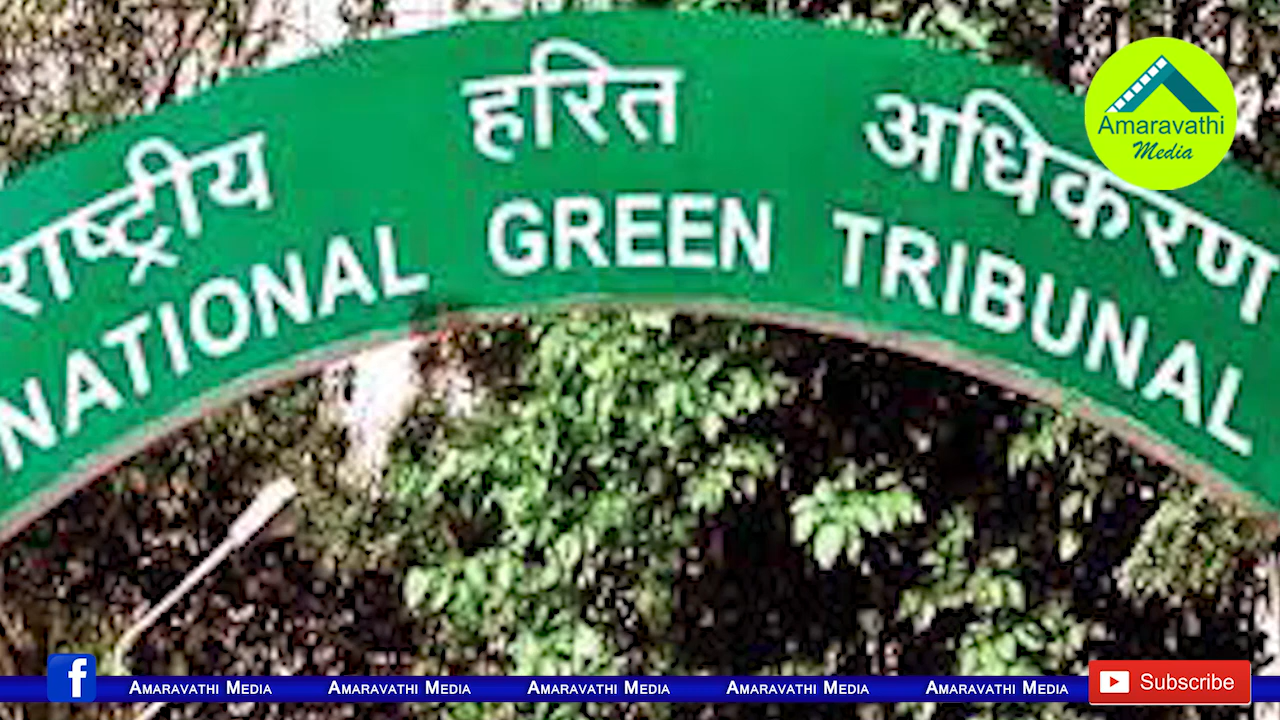 राष्ट्रीय हरित अधिकरण
NATIONAL GREEN TRIBUNAL
Amaravathi
Media
f
AMARAVATHI MEDIA AMARAVATHI MEDIA AMARAVATHI MEDIA AMARAVATHI MEDIA AMARAVATHI MEDIA
Subscribe